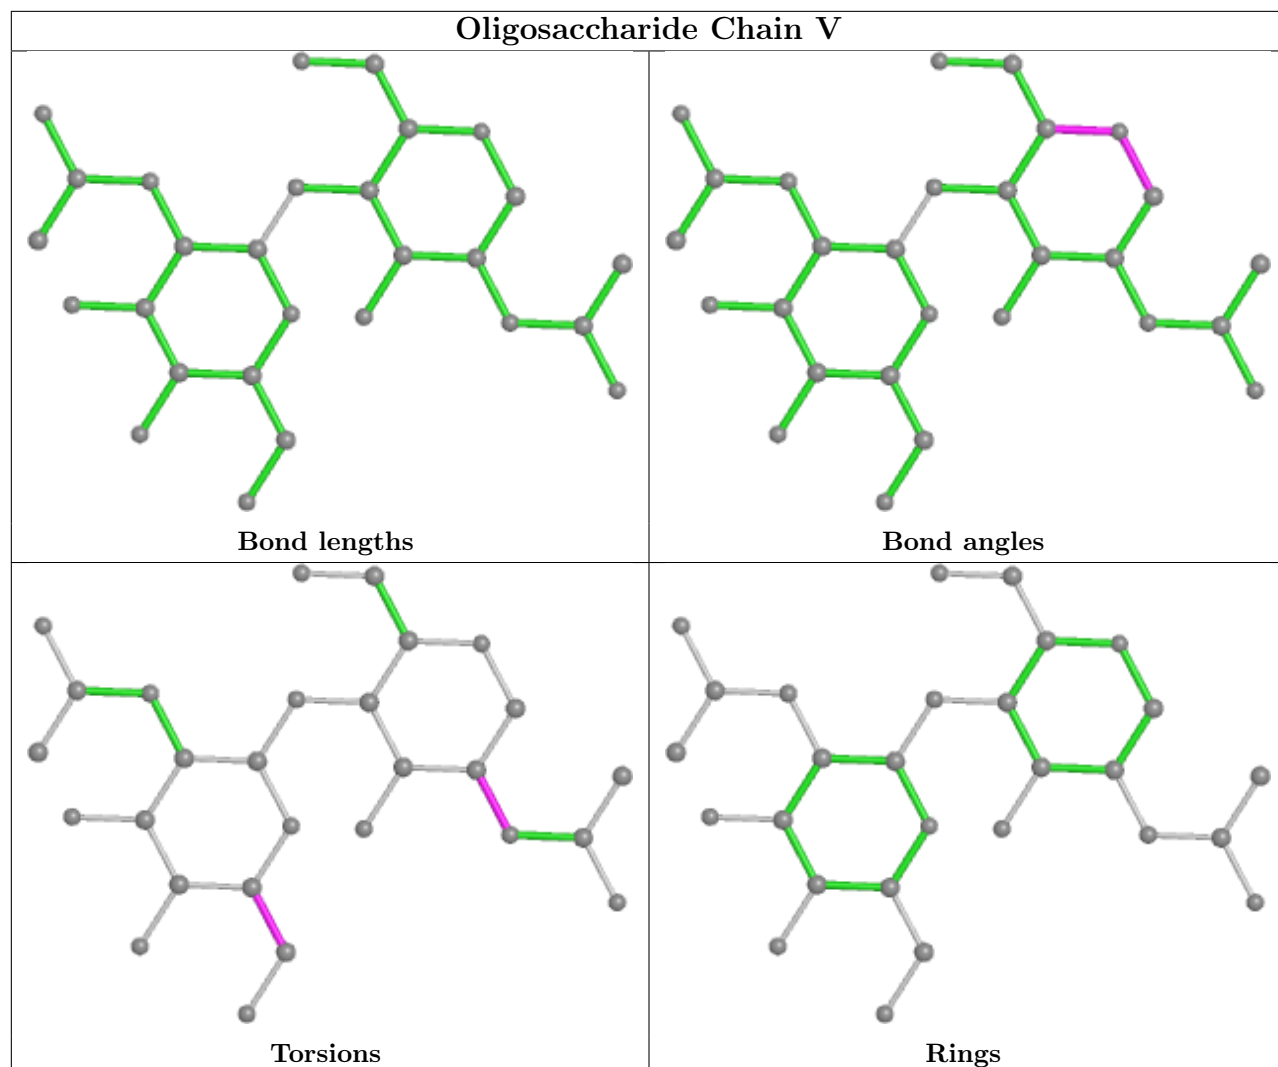 Oligosaccharide Chain V
Bond lengths
Bond angles
Torsions
Rings